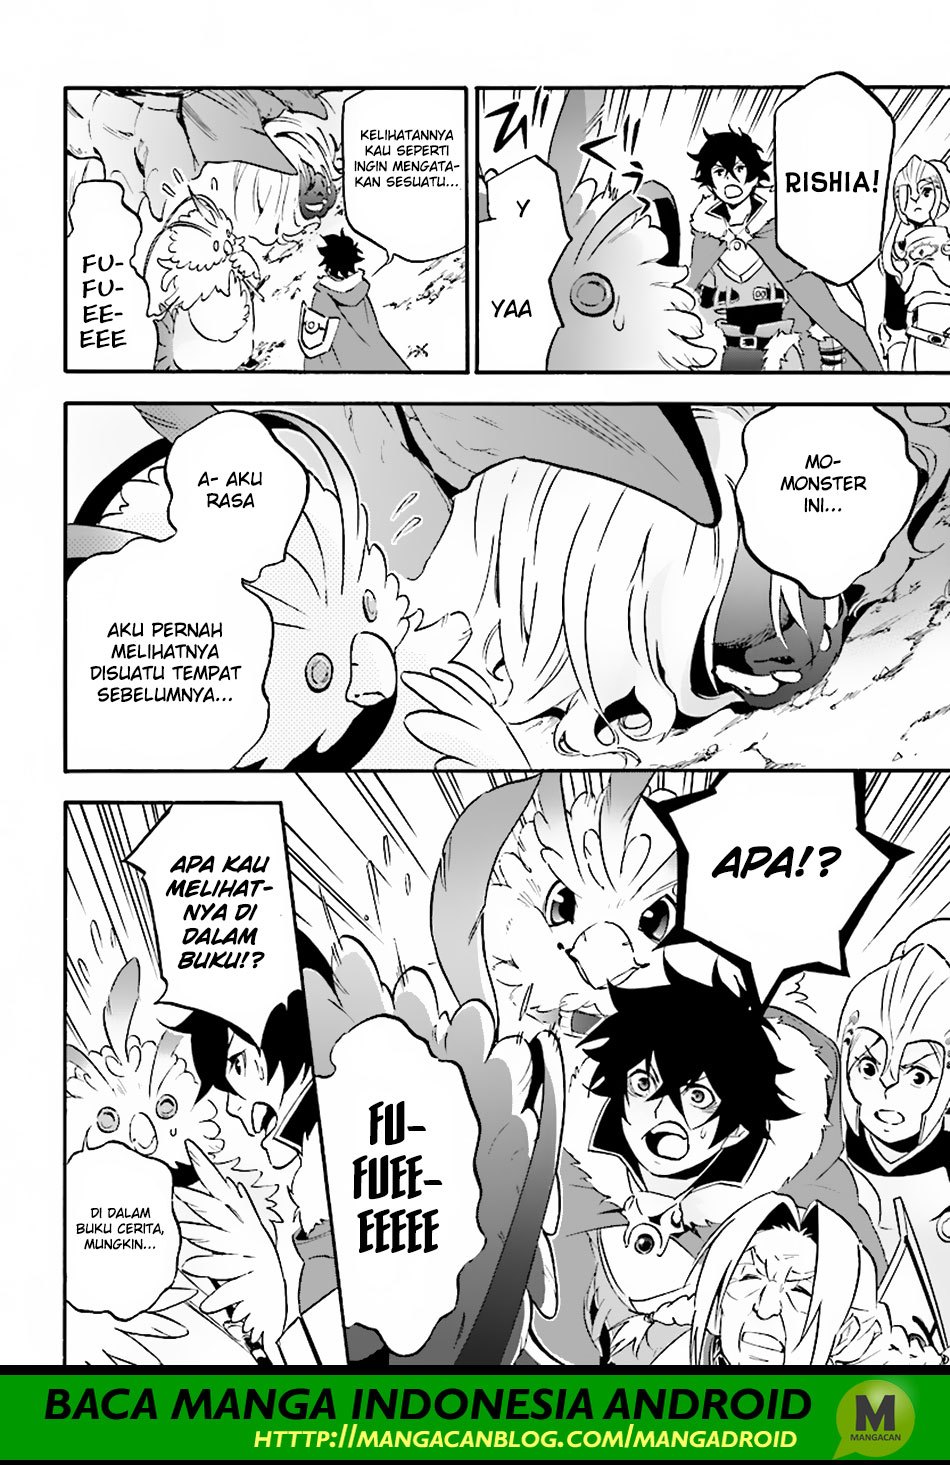 RISHIA!
Y
YAA
KELIHATANNYA
KAU SEPERTI
INGIN MENGATA-
KAN SESUATU...
FU-
FU-
EE-
EEE
MO-
MONSTER
INI...
A- AKU
RASA
AKU PERNAH
MELIHATNYA
DISUATU TEMPAT
SEBELUMNYA...
APA!?
FU-
FUEE-
EEEEE
APA KAU
MELIHAT-
NYA DI
DALAM
BUKU!?
DI DALAM
BUKU CERITA,
MUNGKIN...
BACA MANGA INDONESIA ANDROID
HTTTP://MANGACANBLOG.COM/MANGADROID
M
MANGACAN